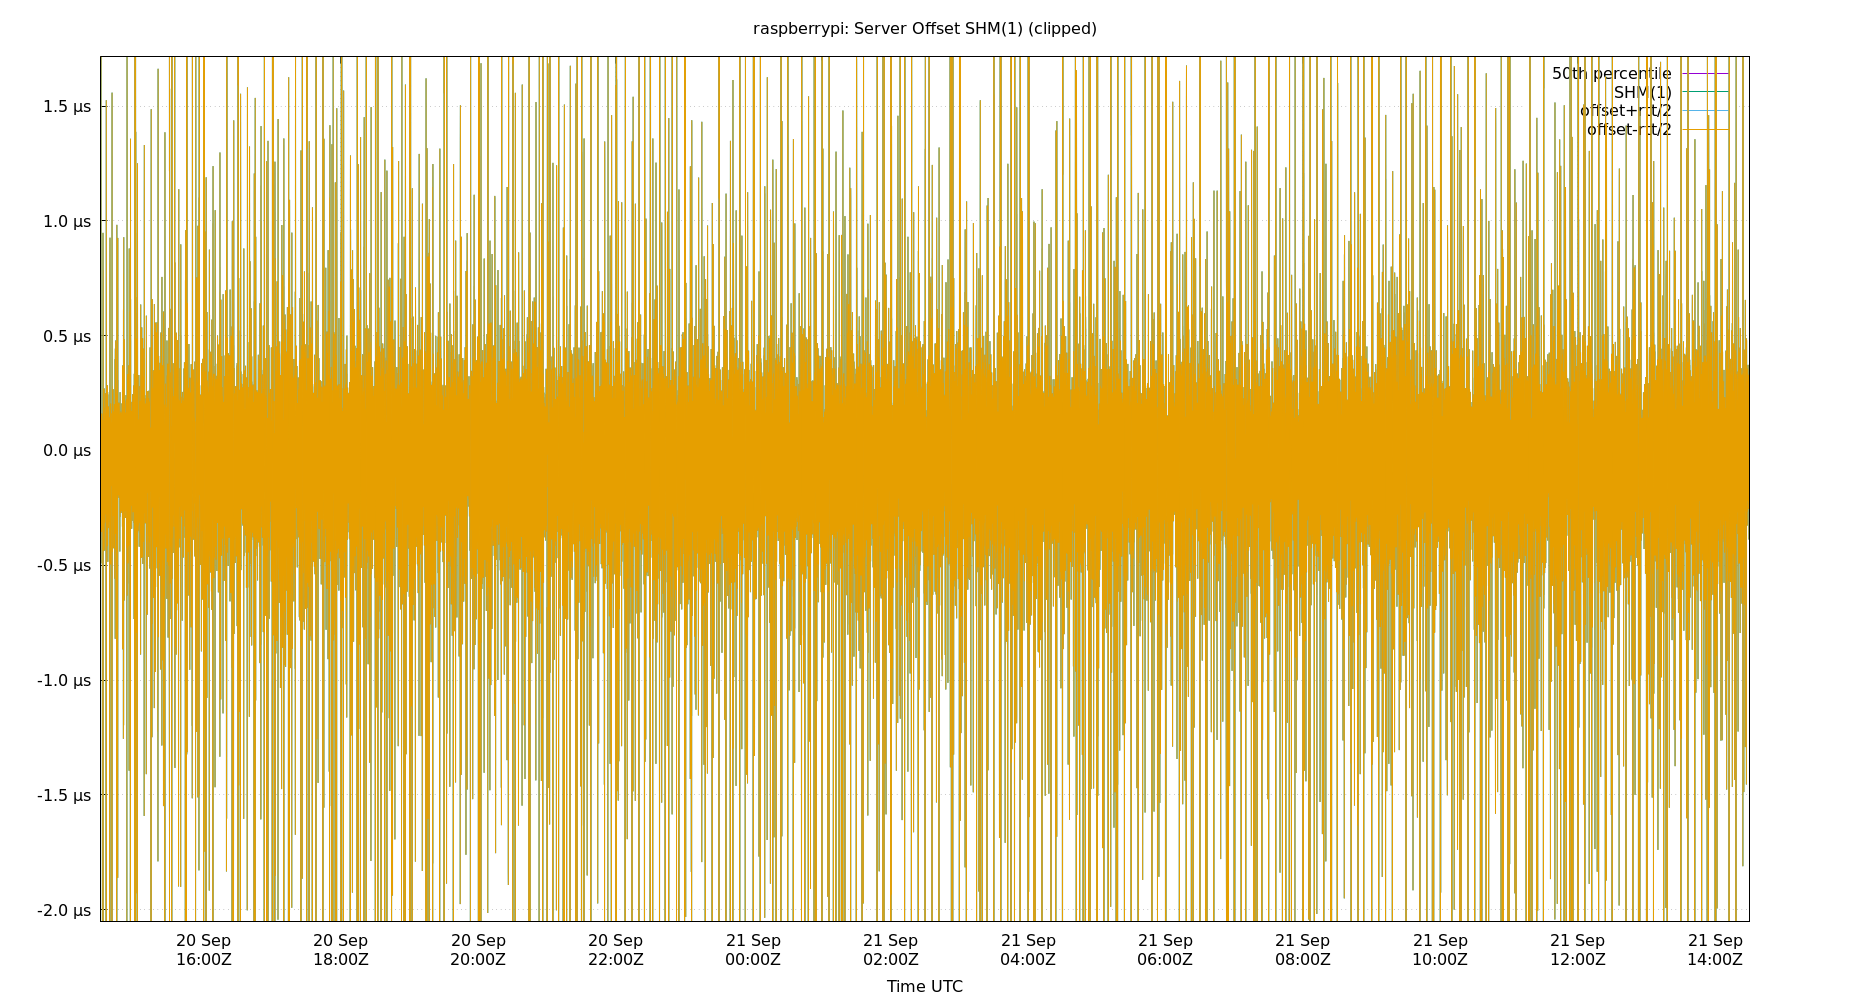 raspberrypi: Server Offset SHM(1) (clipped)
50th percentile
SHM(1)
offset+rtt/2
offset-rtt/2
1.5 µs
1.0 µs
0.5 µs
0.0 µs
-0.5 µs
-1.0 µs
-1.5 µs
-2.0 µs
20 Sep 20 Sep 20 Sep 20 Sep 21 Sep 21 Sep 21 Sep 21 Sep 21 Sep 21 Sep 21 Sep 21 Sep
16:00Z 18:00Z 20:00Z 22:00Z 00:00Z 02:00Z 04:00Z 06:00Z 08:00Z 10:00Z 12:00Z 14:00Z
Time UTC